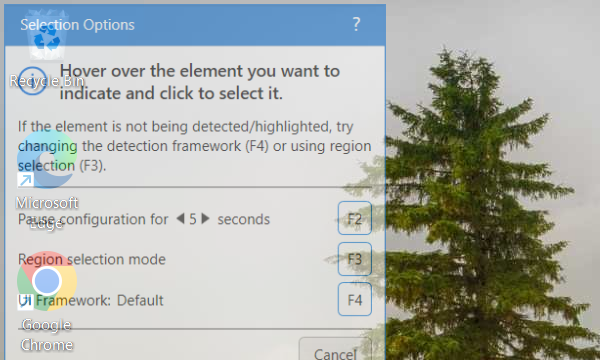 Selection Options ?
Recycle Bin
Hover over the element you want to
indicate and click to select it.
If the element is not being detected/highlighted, try
changing the detection framework (F4) or using region
selection (F3).
Microsoft
Edge
Pause configuration for 5 seconds F2
Region selection mode F3
UI Framework: Default F4
Google
Chrome
Cancel